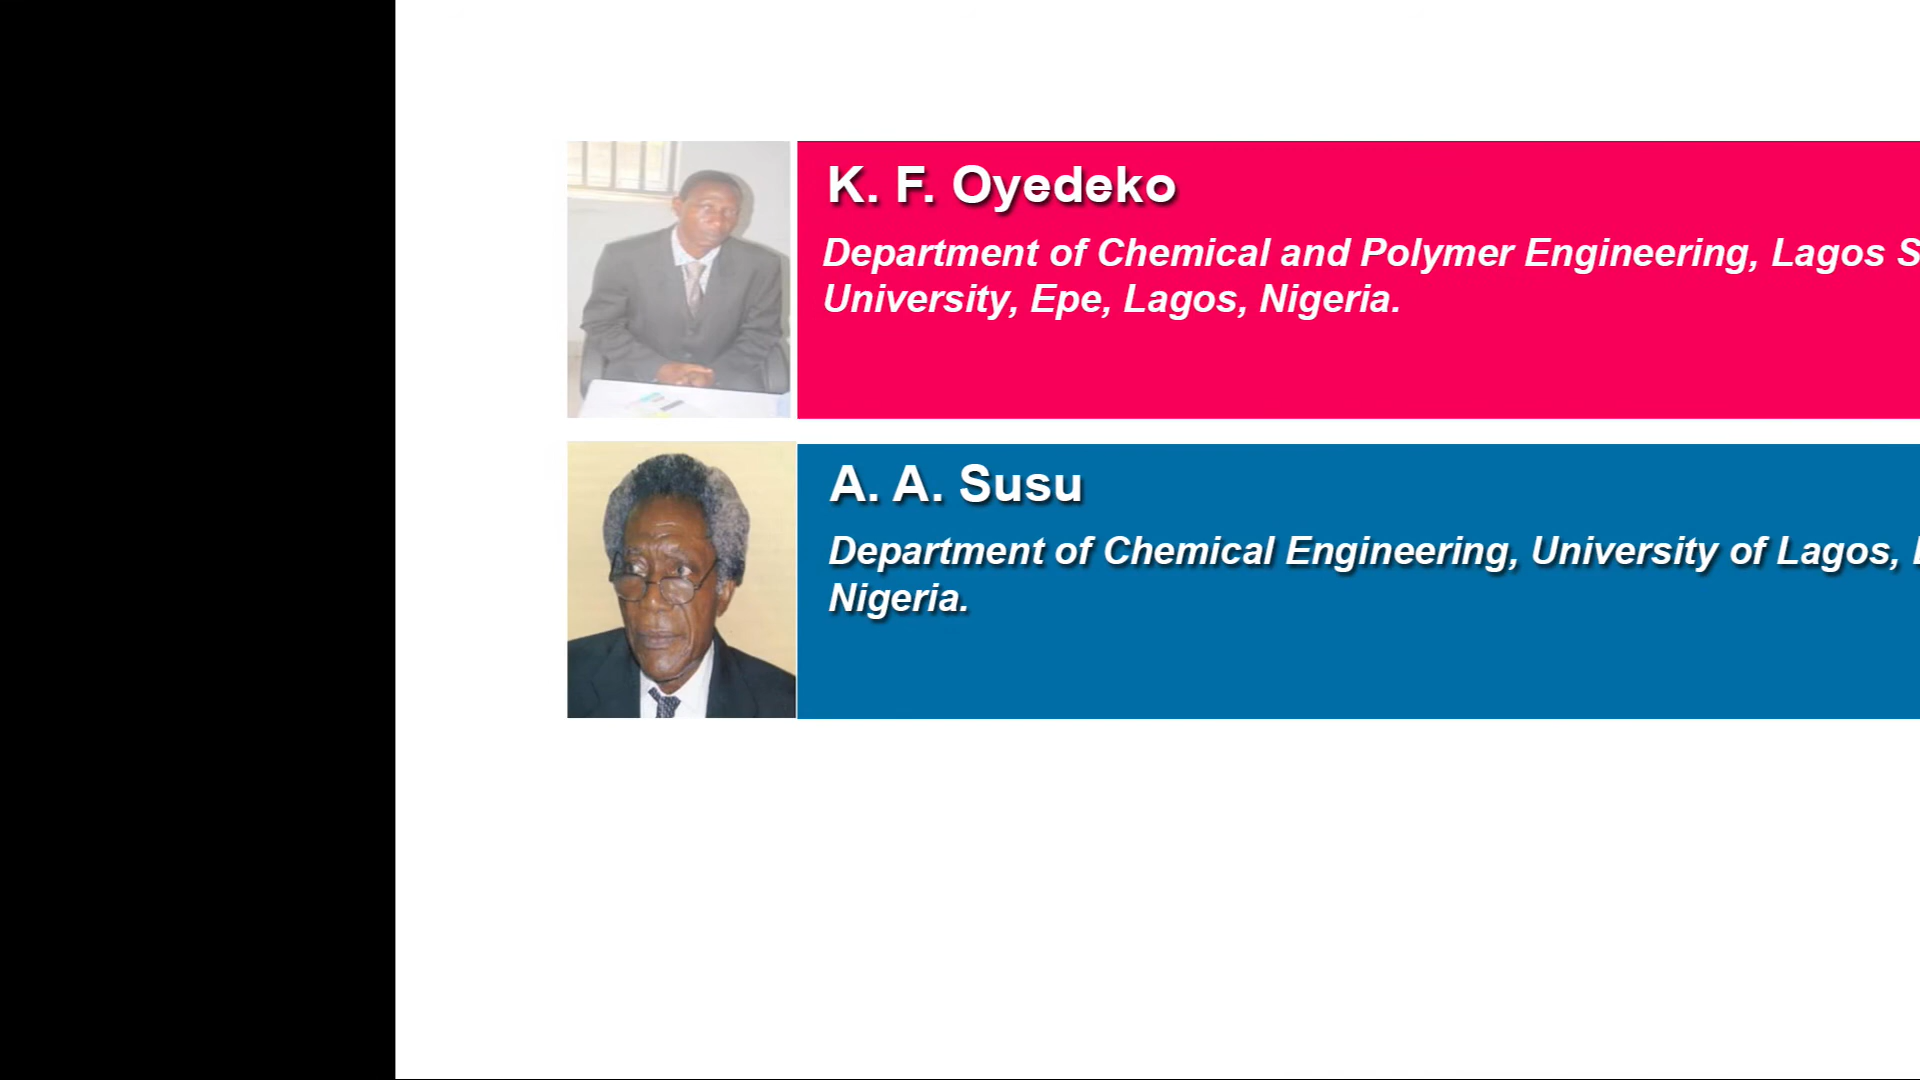 K. F. Oyedeko
Department of Chemical and Polymer Engineering, Lagos S
University, Epe, Lagos, Nigeria.
A. A. Susu
Department of Chemical Engineering, University of Lagos,
Nigeria.